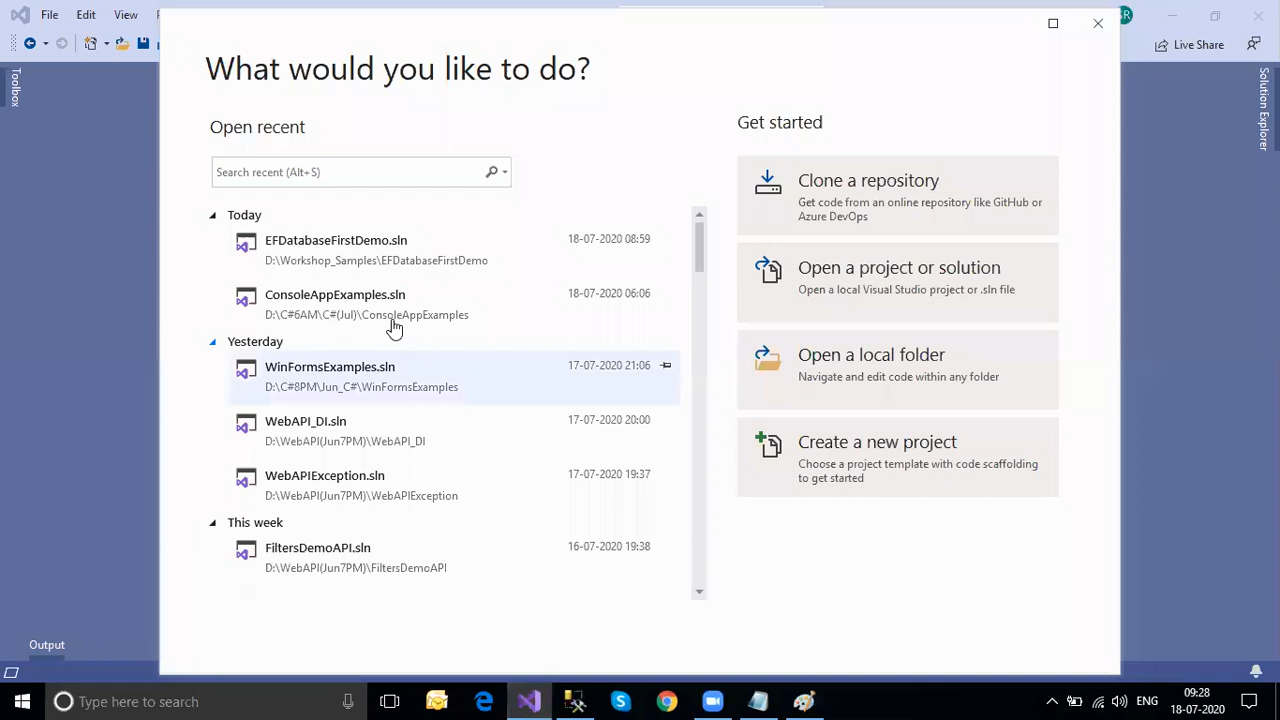 File
Edit
View
SR
Live Share
Toolbox
Solution Explorer
What would you like to do?
Open recent
Search recent (Alt+S)
Today
EFDatabaseFirstDemo.sln
18-07-2020 08:59
D:\Workshop_Samples\EFDatabaseFirstDemo
ConsoleAppExamples.sln
18-07-2020 06:06
D:\C#6AM\C#(Jul)\ConsoleAppExamples
Yesterday
WinFormsExamples.sln
17-07-2020 21:06
D:\C#8PM\Jun_C#\WinFormsExamples
WebAPI_DI.sln
17-07-2020 20:00
D:\WebAPI(Jun7PM)\WebAPI_DI
WebAPIException.sln
17-07-2020 19:37
D:\WebAPI(Jun7PM)\WebAPIException
This week
FiltersDemoAPI.sln
16-07-2020 19:38
D:\WebAPI(Jun7PM)\FiltersDemoAPI
Get started
Clone a repository
Get code from an online repository like GitHub or
Azure DevOps
Open a project or solution
Open a local Visual Studio project or .sln file
Open a local folder
Navigate and edit code within any folder
Create a new project
Choose a project template with code scaffolding
to get started
Output
Type here to search
ENG
09:28
18-07-2020